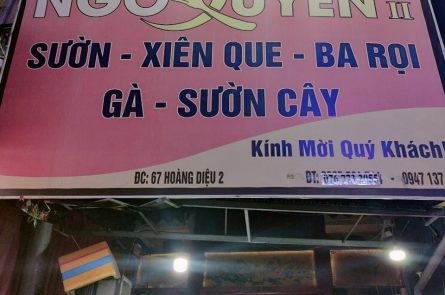 NGÔ QUYỀN II
SƯỜN - XIÊN QUE - BA RỌI
GÀ - SƯỜN CÂY
Kính Mời Quý Khách!
ĐC: 67 HOÀNG DIỆU 2
ĐT: - 0947 137